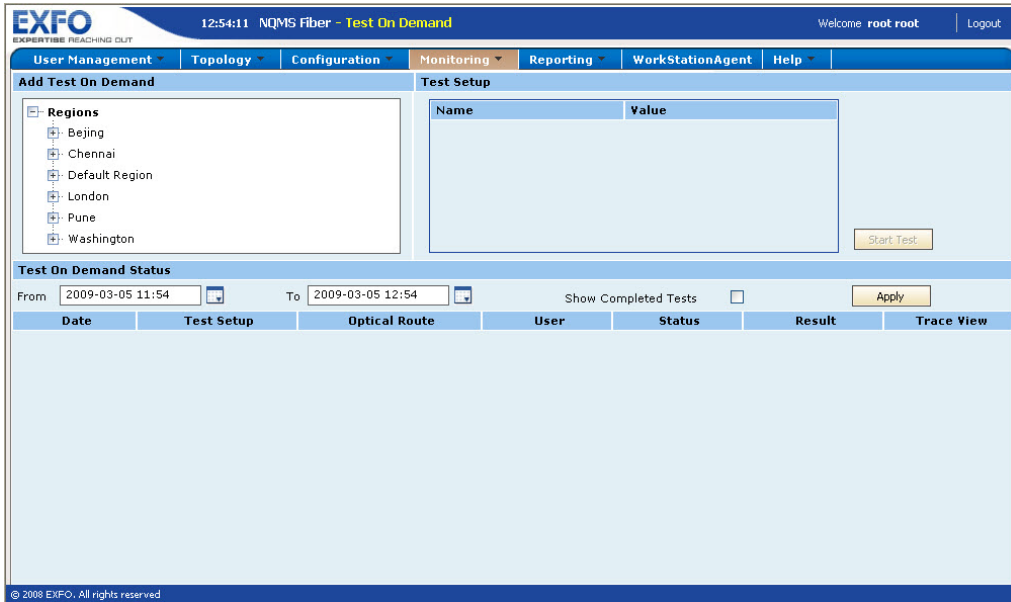 EXFO
EXPERTISE REACHING OUT
12:54:11 NQMS Fiber - Test On Demand
Welcome root root
Logout
User Management Topology Configuration Monitoring Reporting WorkStationAgent Help
Add Test On Demand
Test Setup
Regions
Bejing
Chennai
Default Region
London
Pune
Washington
Name Value
Start Test
Test On Demand Status
From 2009-03-05 11:54 To 2009-03-05 12:54 Show Completed Tests Apply
Date Test Setup Optical Route User Status Result Trace View
© 2008 EXFO. All rights reserved